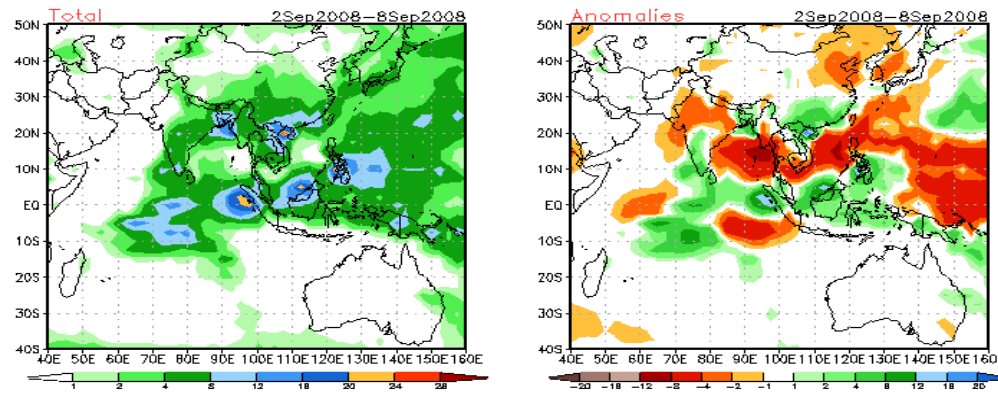 Total 2Sep2008-8Sep2008
50N
40N
30N
20N
10N
EQ
10S
20S
30S
40S
40E 50E 60E 70E 80E 90E 100E 110E 120E 130E 140E 150E 160E
1 2 4 8 12 18 20 24 28
Anomalies 2Sep2008-8Sep2008
50N
40N
30N
20N
10N
EQ
10S
20S
30S
40S
40E 50E 60E 70E 80E 90E 100E 110E 120E 130E 140E 150E 160E
-20 -18 -12 -8 -4 -2 -1 1 2 4 8 12 18 20